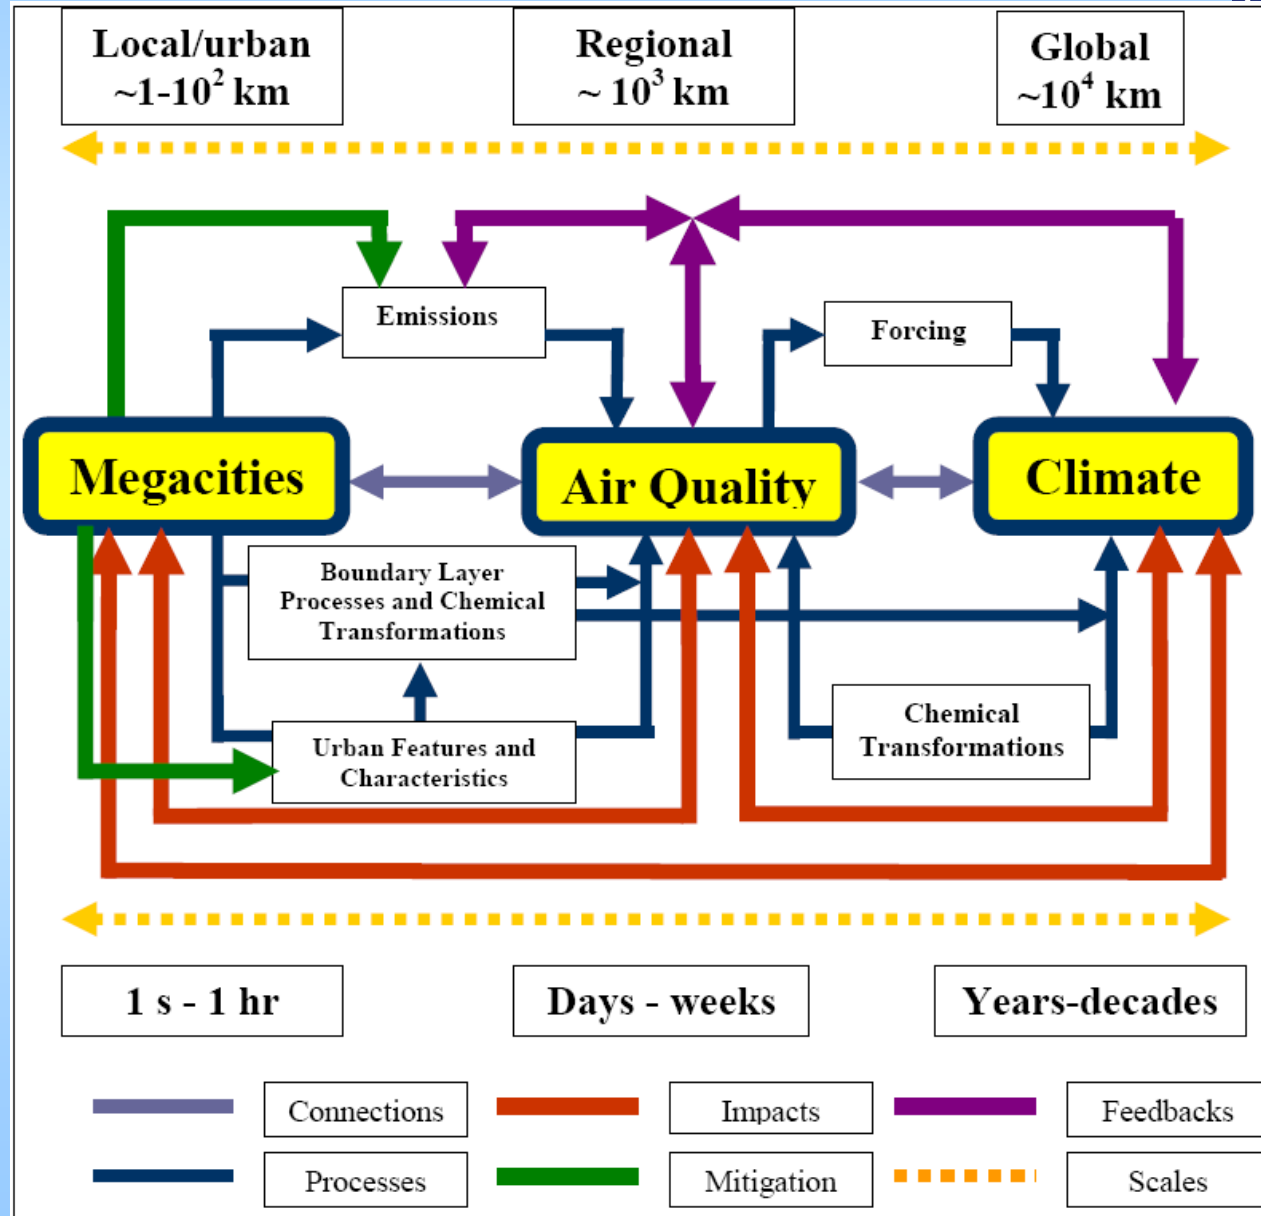 Local/urban
~1-10² km
Regional
~ 10³ km
Global
~10⁴ km
Emissions
Forcing
Megacities
Air Quality
Climate
Boundary Layer
Processes and Chemical
Transformations
Chemical
Transformations
Urban Features and
Characteristics
1 s - 1 hr
Days - weeks
Years-decades
Connections
Impacts
Feedbacks
Processes
Mitigation
Scales